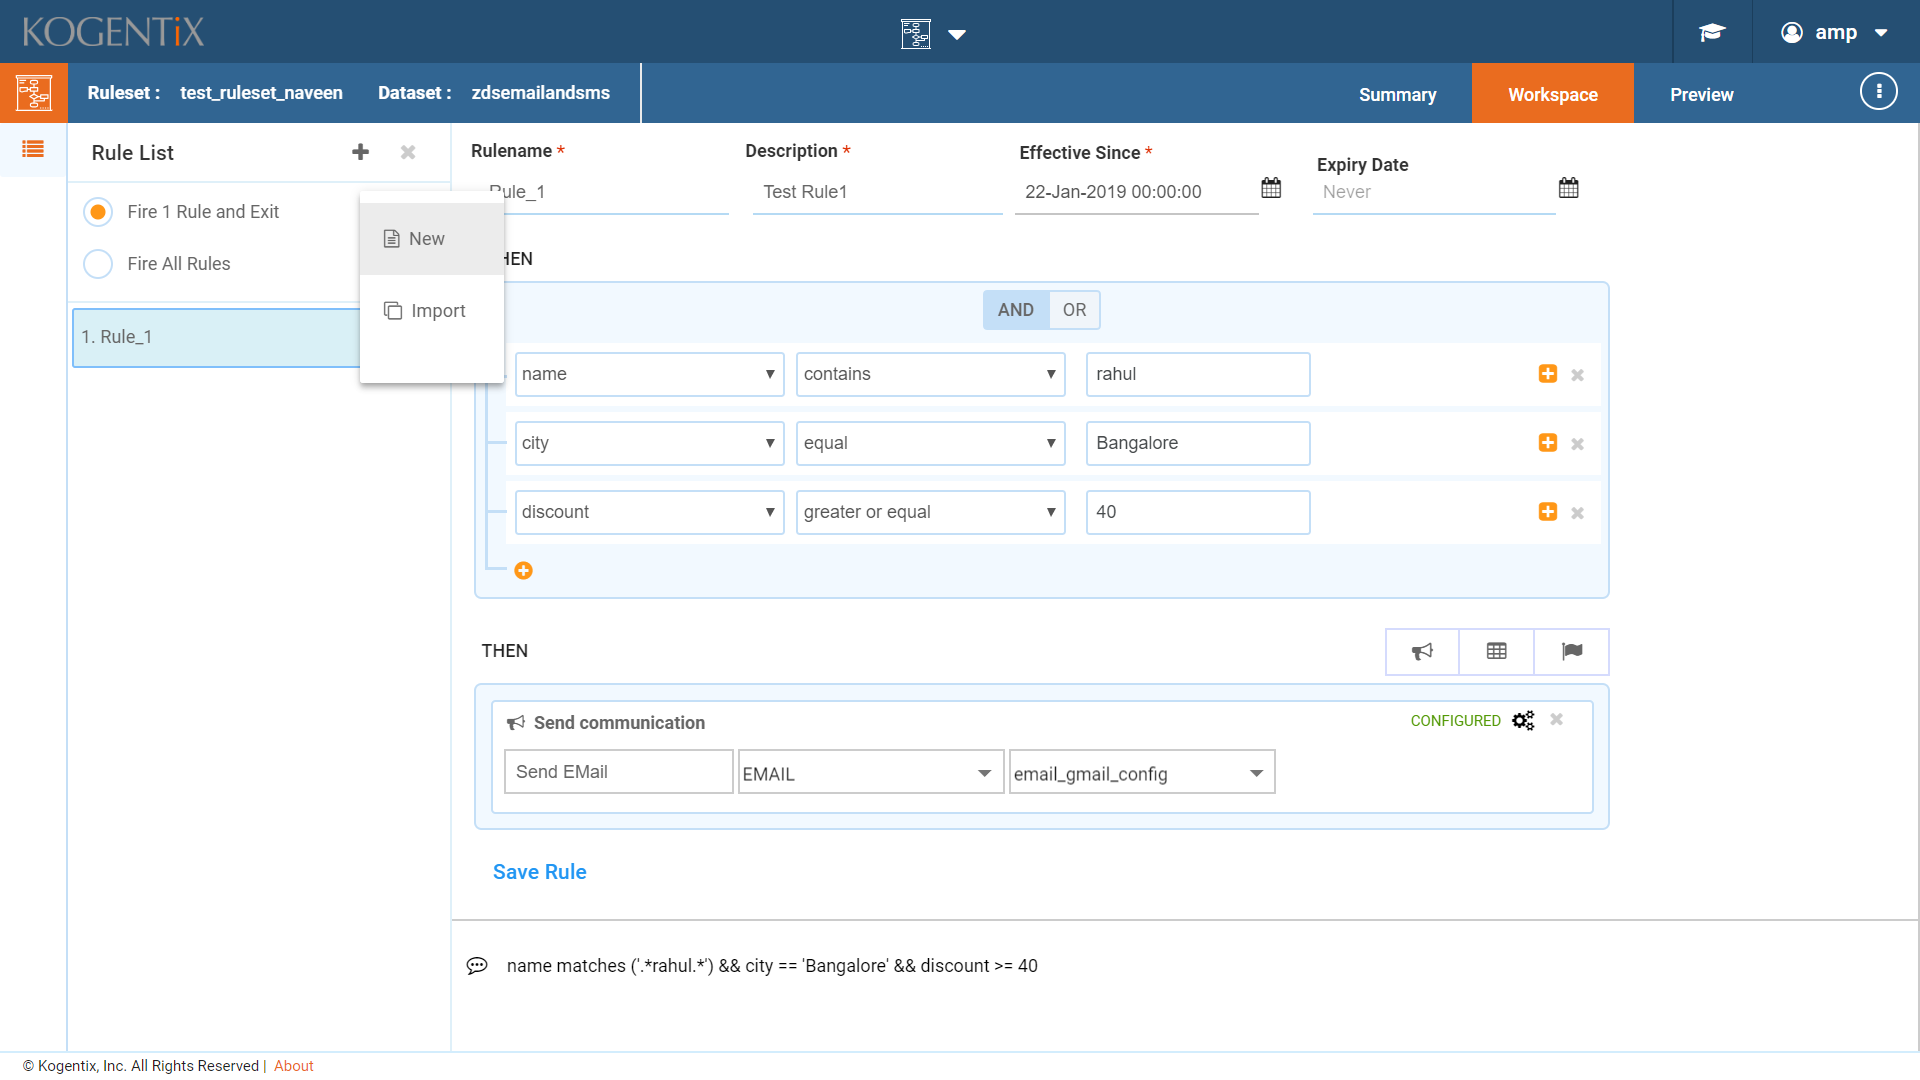 KOGENTiX
amp
Ruleset : test_ruleset_naveen Dataset : zdsemailandsms
Summary Workspace Preview
Rule List
Rulename * Description * Effective Since * Expiry Date
Rule_1 Test Rule1 22-Jan-2019 00:00:00 Never
Fire 1 Rule and Exit
Fire All Rules
New
Import
HEN
AND OR
1. Rule_1
name contains rahul
city equal Bangalore
discount greater or equal 40
THEN
Send communication CONFIGURED
Send EMail EMAIL email_gmail_config
Save Rule
name matches ('.*rahul.*') && city == 'Bangalore' && discount >= 40
© Kogentix, Inc. All Rights Reserved | About